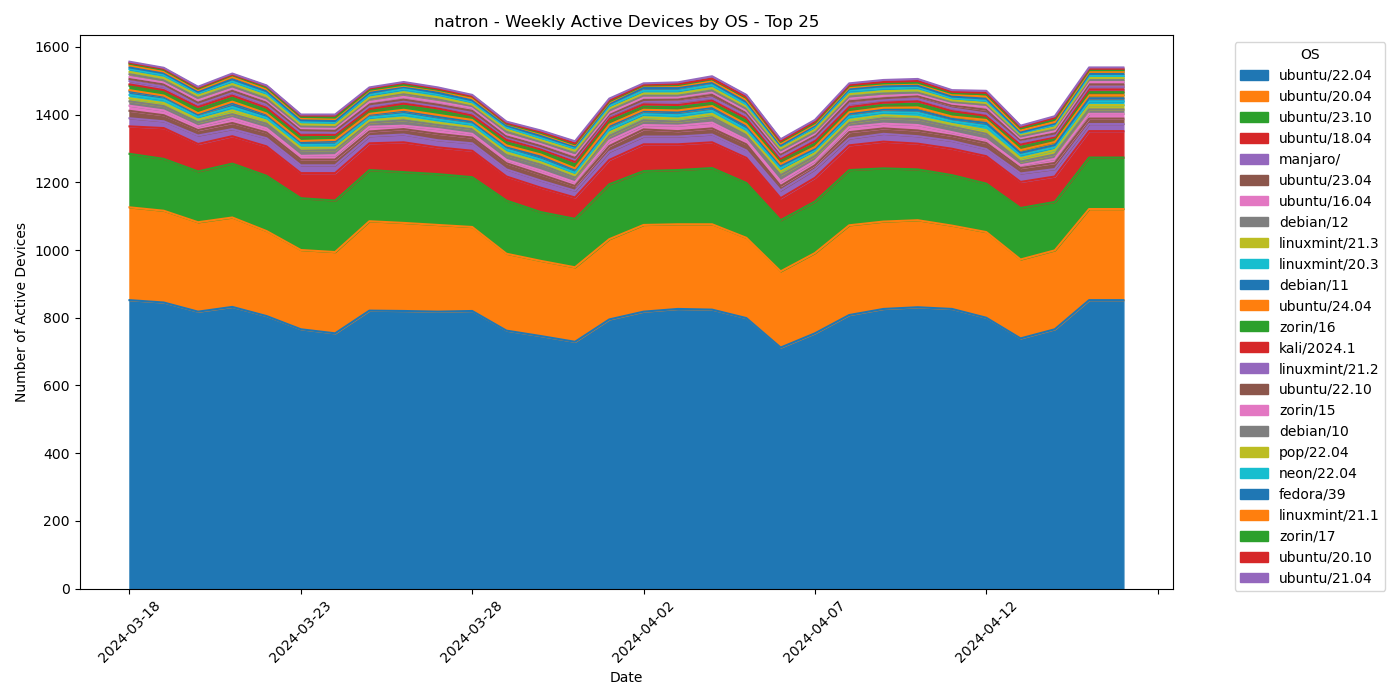 natron - Weekly Active Devices by OS - Top 25
1600
1400
1200
1000
800
600
400
200
0
Number of Active Devices
2024-03-18
2024-03-23
2024-03-28
2024-04-02
2024-04-07
2024-04-12
Date
OS
ubuntu/22.04
ubuntu/20.04
ubuntu/23.10
ubuntu/18.04
manjaro/
ubuntu/23.04
ubuntu/16.04
debian/12
linuxmint/21.3
linuxmint/20.3
debian/11
ubuntu/24.04
zorin/16
kali/2024.1
linuxmint/21.2
ubuntu/22.10
zorin/15
debian/10
pop/22.04
neon/22.04
fedora/39
linuxmint/21.1
zorin/17
ubuntu/20.10
ubuntu/21.04